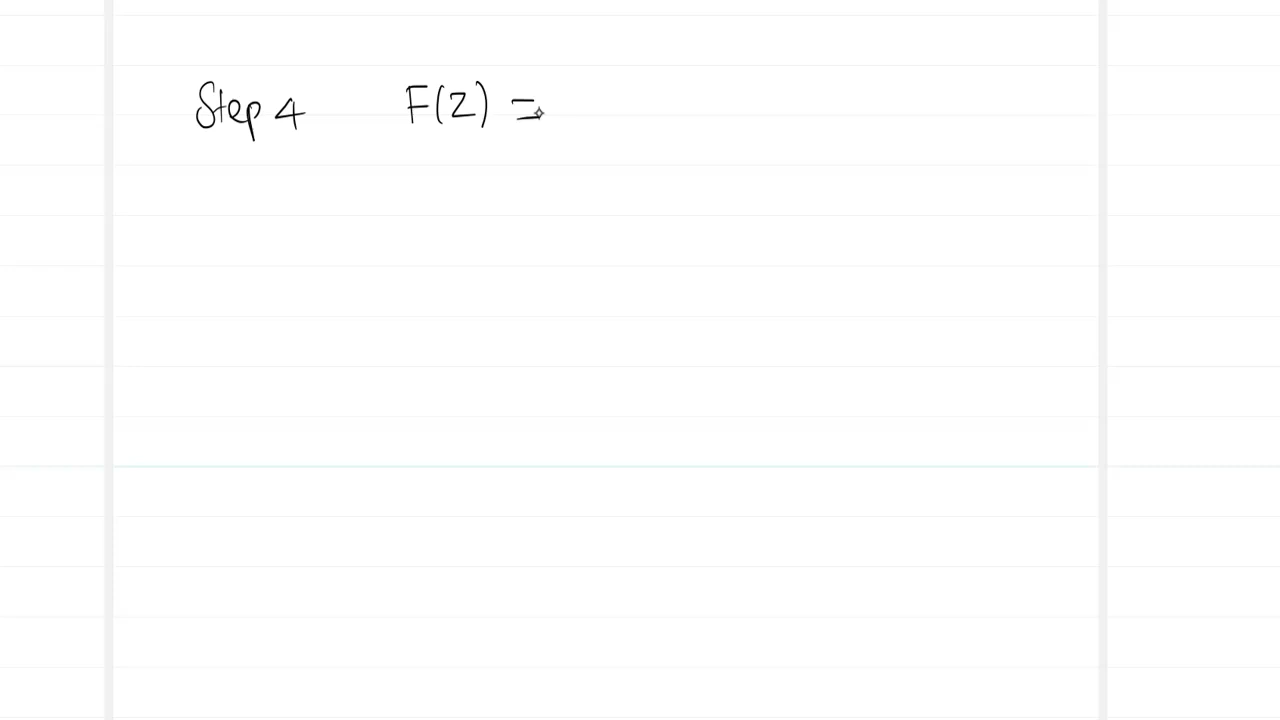 Step 4 F(z) =